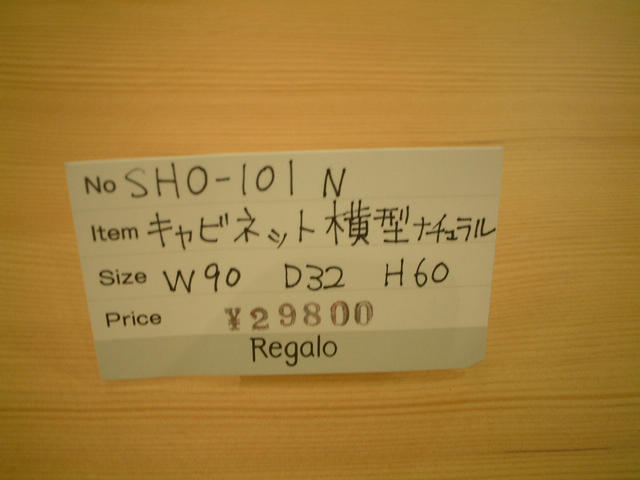 No SHO-101 N
Item キャビネット横型ナチュラル
Size W90 D32 H60
Price ¥29800
Regalo